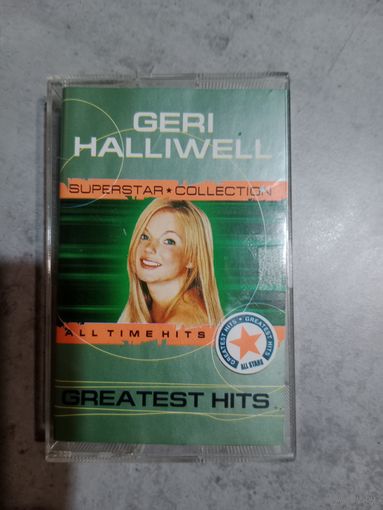 GERI
HALLIWELL
SUPERSTAR ★ COLLECTION
ALL TIME HITS
GREATEST HITS • GREATEST HITS •
ALL STARS
GREATEST HITS